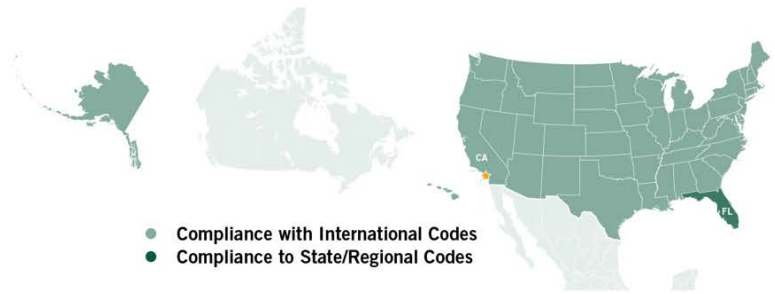 CA
FL
Compliance with International Codes
Compliance to State/Regional Codes